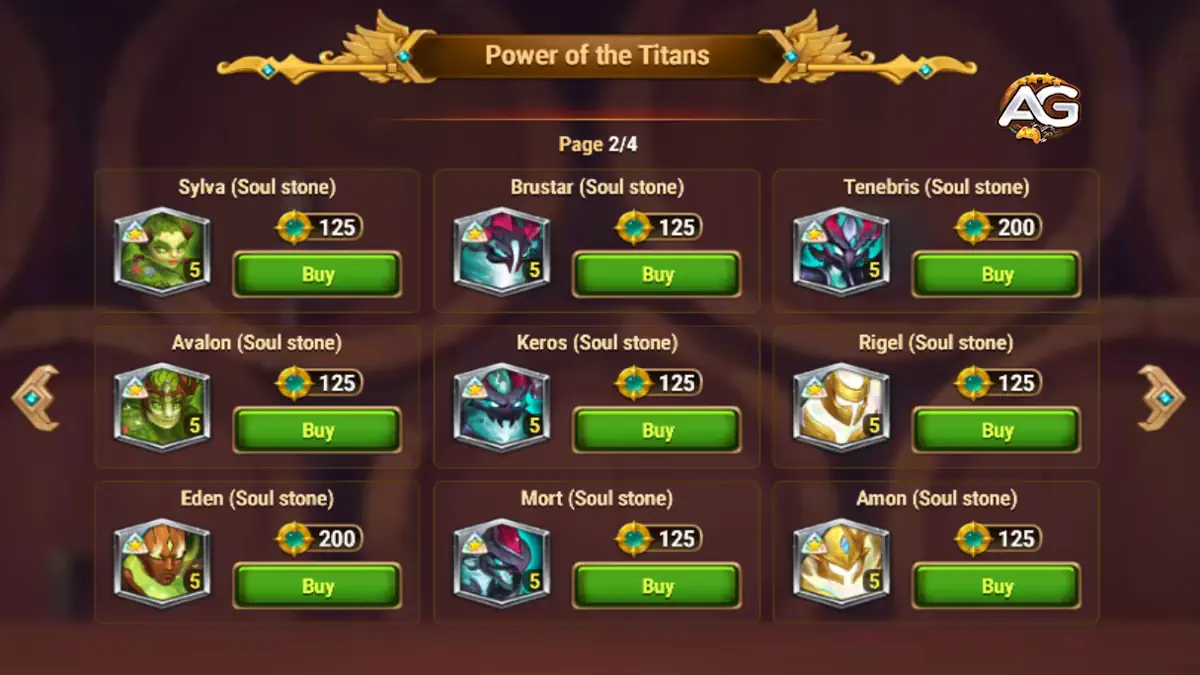 Power of the Titans
AG
Page 2/4
Sylva (Soul stone)
125
5
Buy
Brustar (Soul stone)
125
5
Buy
Tenebris (Soul stone)
200
5
Buy
Avalon (Soul stone)
125
5
Buy
Keros (Soul stone)
125
5
Buy
Rigel (Soul stone)
125
5
Buy
Eden (Soul stone)
200
5
Buy
Mort (Soul stone)
125
5
Buy
Amon (Soul stone)
125
5
Buy